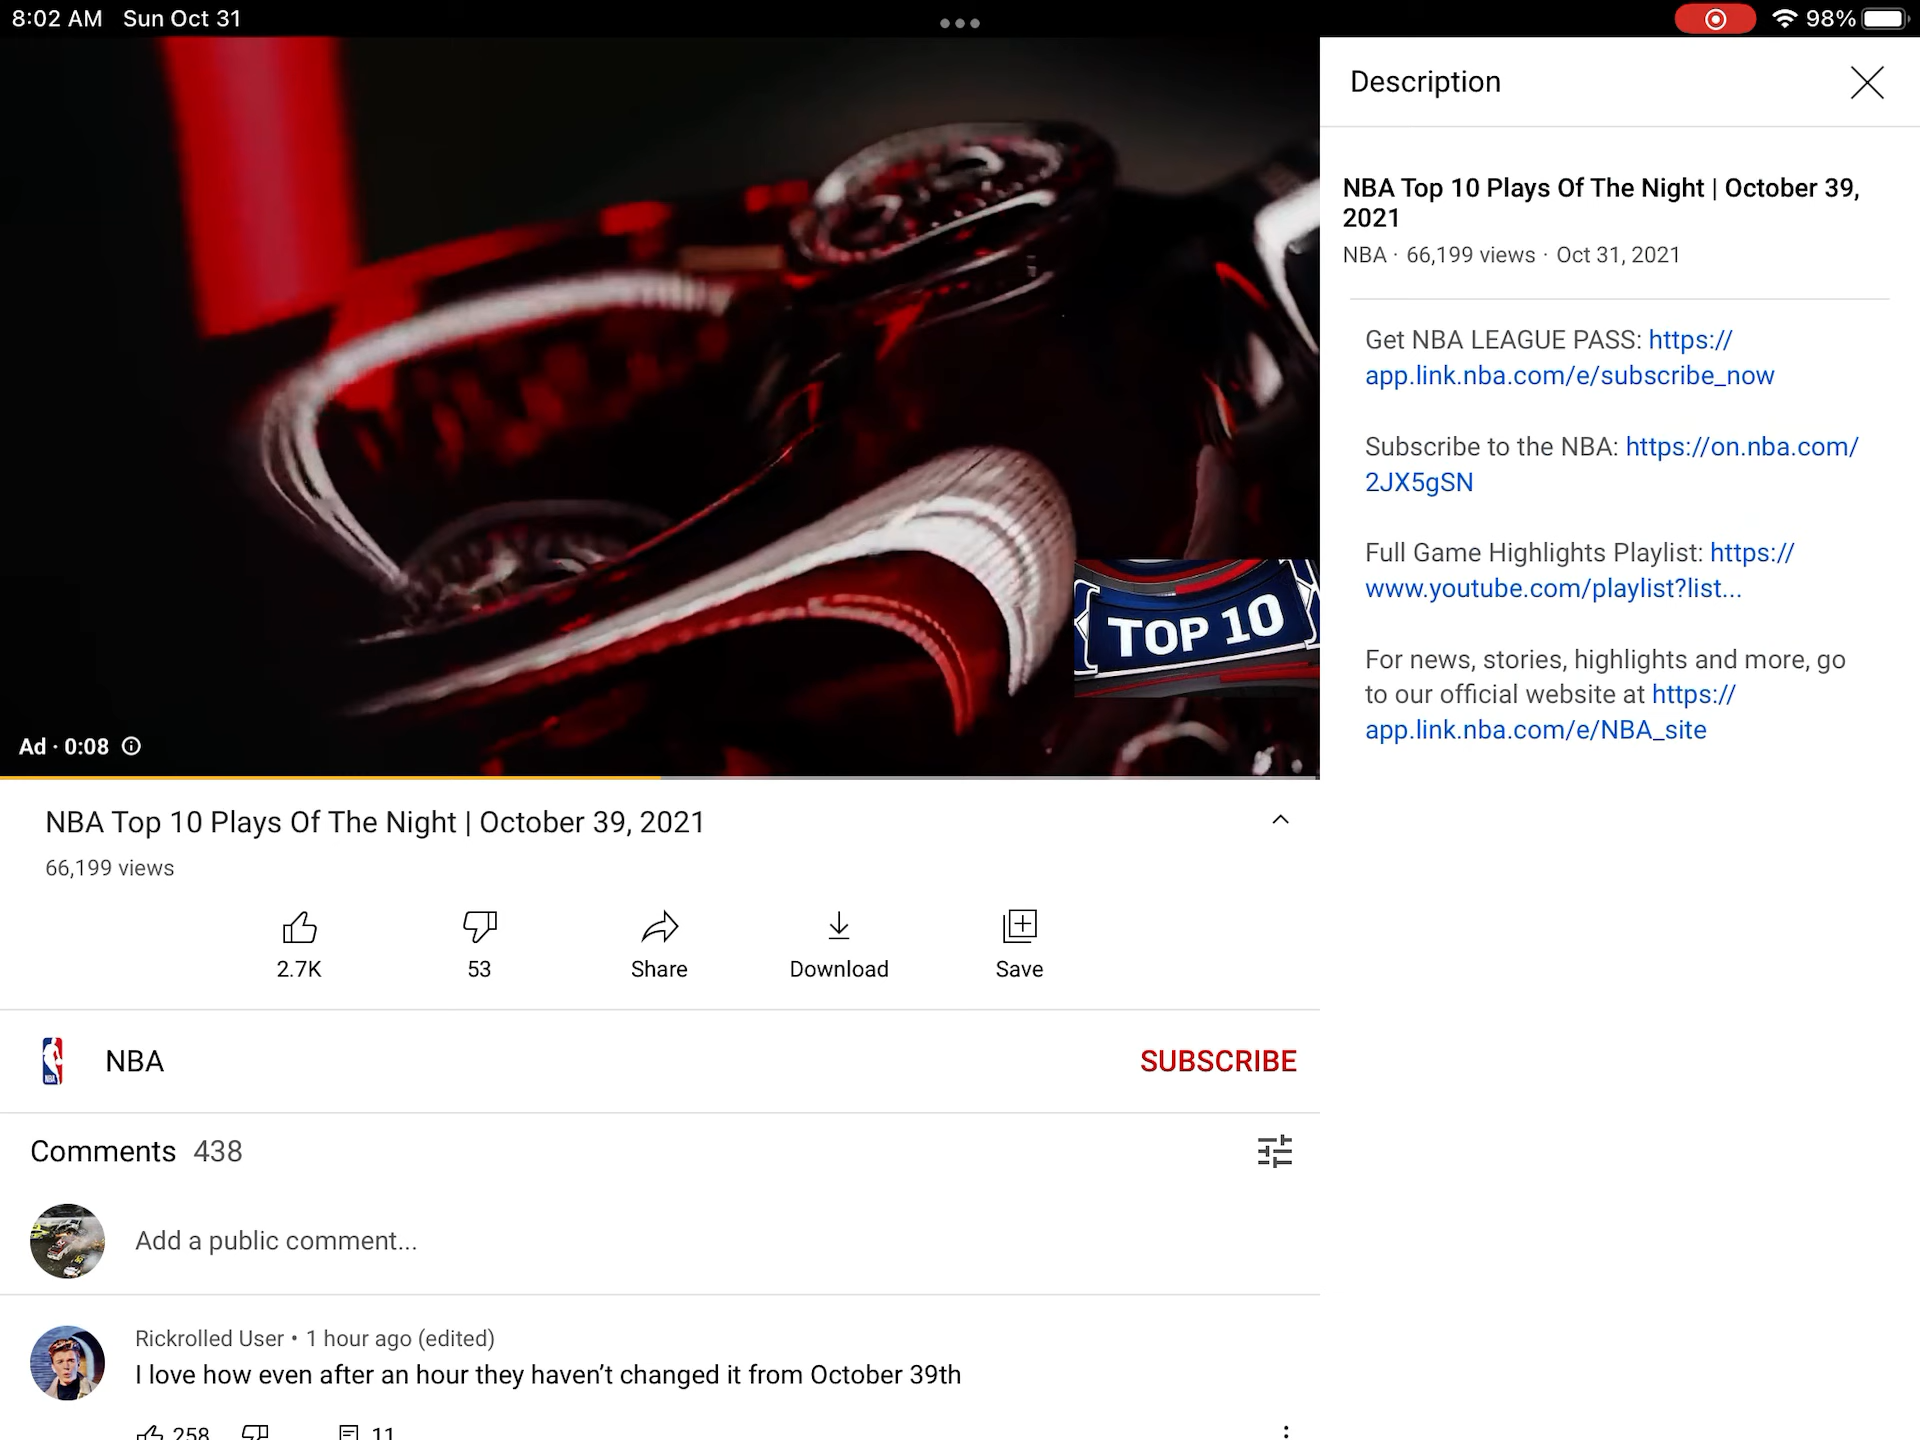 8:02 AM Sun Oct 31
98%
TOP 10
Ad · 0:08
NBA Top 10 Plays Of The Night | October 39, 2021
66,199 views
2.7K
53
Share
Download
Save
NBA
SUBSCRIBE
Comments 438
Add a public comment...
Rickrolled User • 1 hour ago (edited)
I love how even after an hour they haven’t changed it from October 39th
258
11
Description
NBA Top 10 Plays Of The Night | October 39,
2021
NBA · 66,199 views · Oct 31, 2021
Get NBA LEAGUE PASS: https://
app.link.nba.com/e/subscribe_now
Subscribe to the NBA: https://on.nba.com/
2JX5gSN
Full Game Highlights Playlist: https://
www.youtube.com/playlist?list...
For news, stories, highlights and more, go
to our official website at https://
app.link.nba.com/e/NBA_site